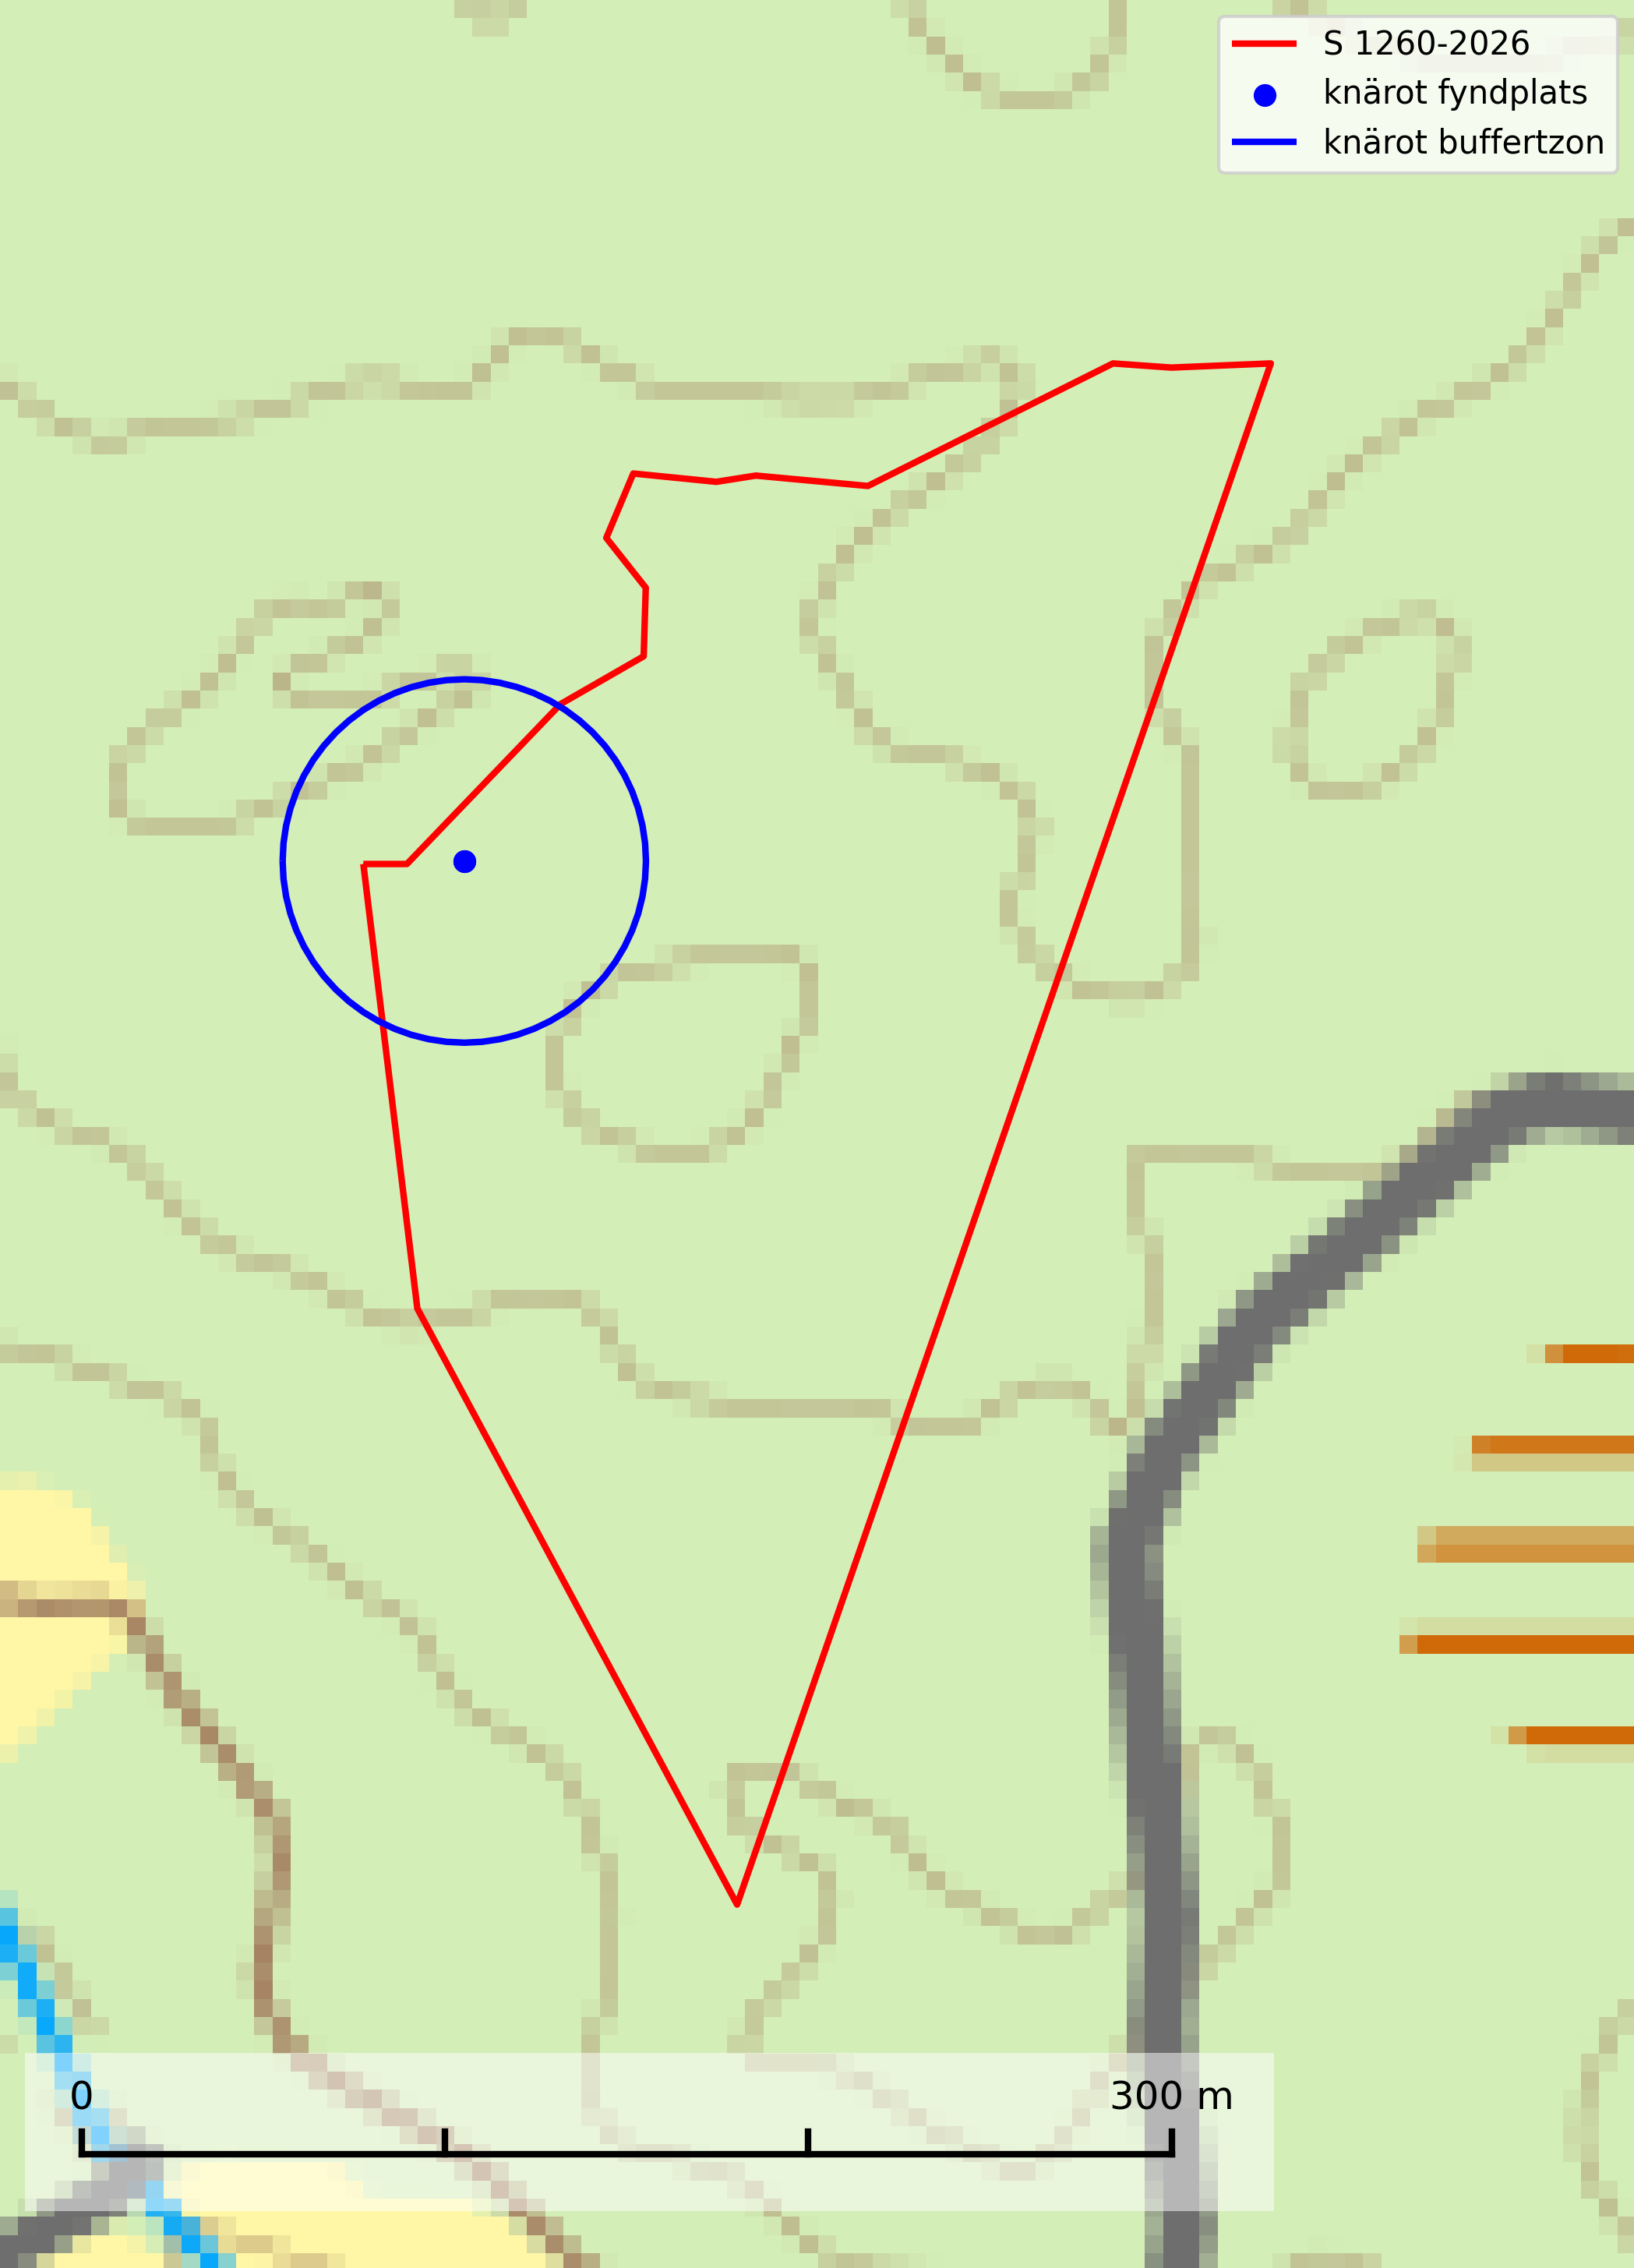 S 1260-2026
knärot fyndplats
knärot buffertzon
0 300 m